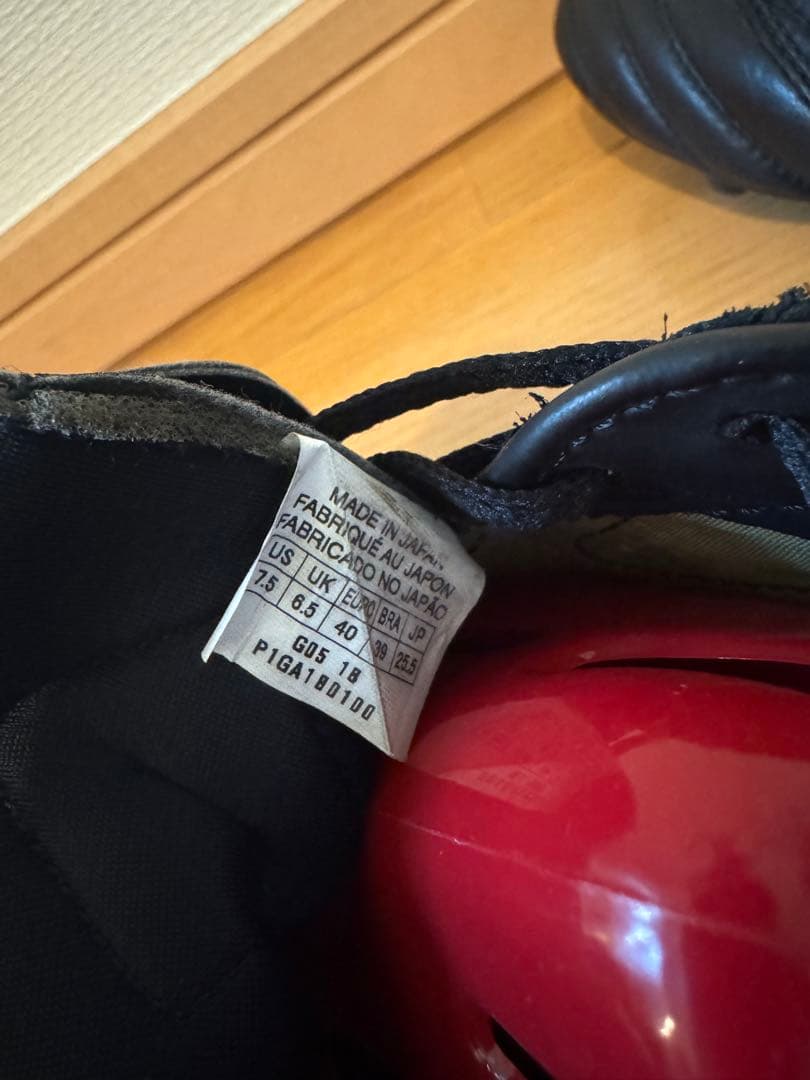 MADE IN JAPAN
FABRIQUÉ AU JAPON
FABRICADO NO JAPÃO
US UK EURO BRA JP
7.5 6.5 40 39 25.5
G05 18
P1GA180100